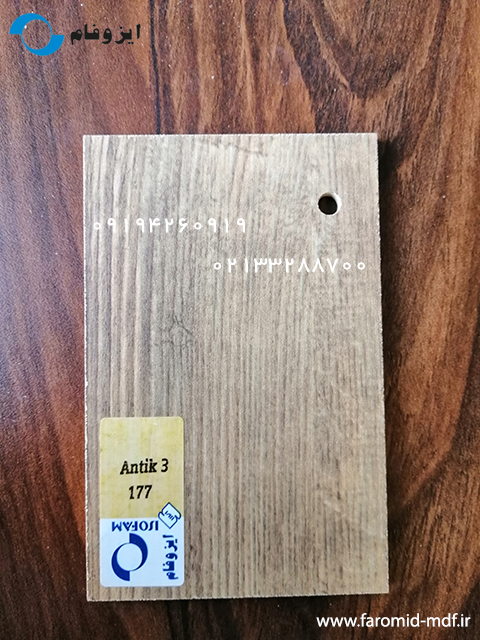 ایزوفام
۰۹۱۹۴۲۶۰۹۱۹
۰۲۱۳۳۲۸۸۷۰۰
Antik 3
177
ISOFAM
ایزوفام
www.faromid-mdf.ir